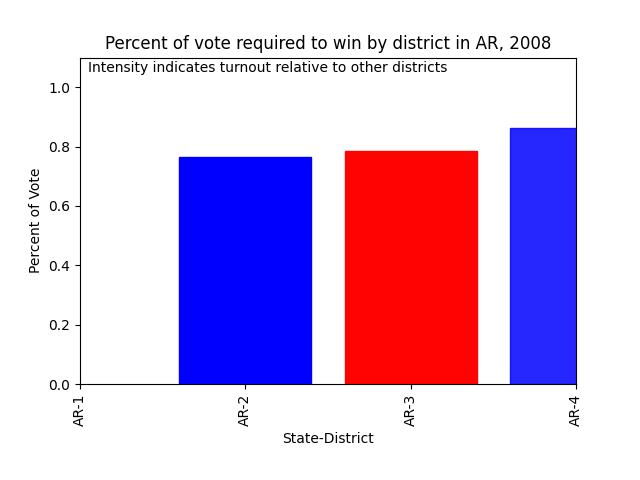 Percent of vote required to win by district in AR, 2008
Intensity indicates turnout relative to other districts
1.0
0.8
0.6
0.4
0.2
0.0
Percent of Vote
AR-1
AR-2
AR-3
AR-4
State-District